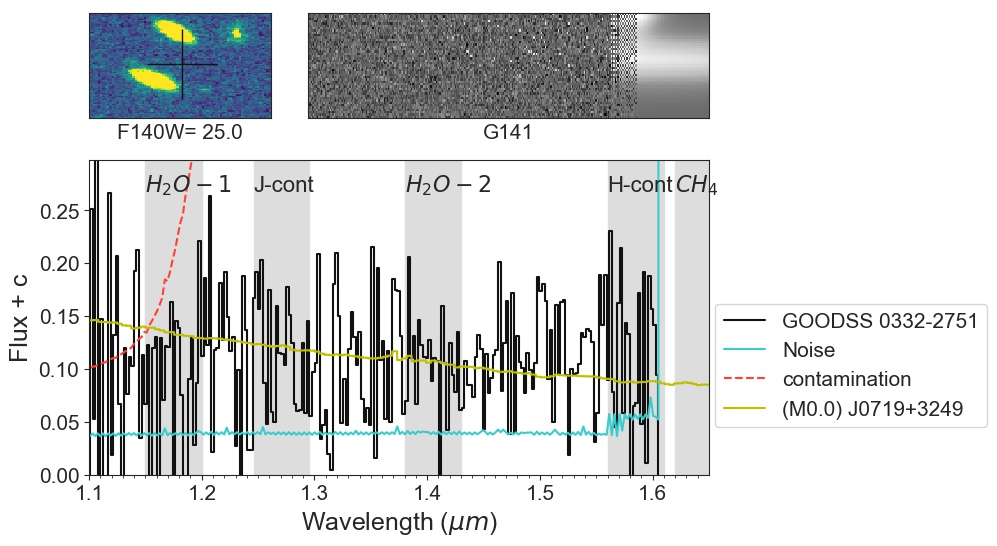 F140W= 25.0
G141
H₂O − 1
J-cont
H₂O − 2
H-cont
CH₄
0.25
0.20
0.15
0.10
0.05
0.00
Flux + c
1.1
1.2
1.3
1.4
1.5
1.6
Wavelength (μm)
GOODSS 0332-2751
Noise
contamination
(M0.0) J0719+3249